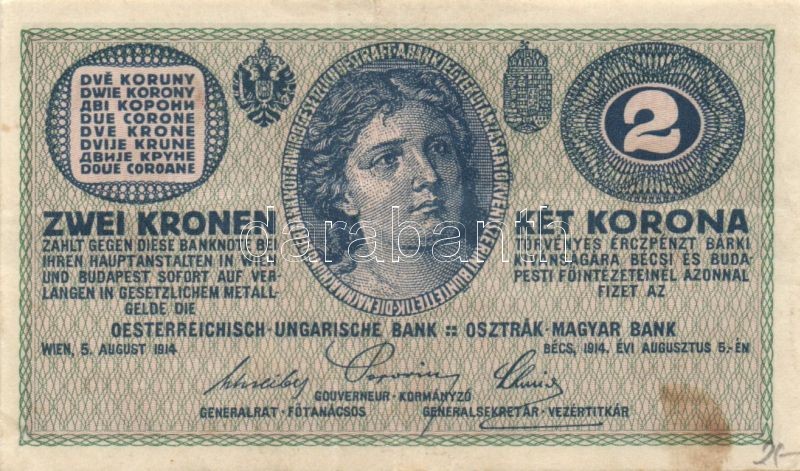 DVĚ KORUNY
DWIE KORONY
ДВІ КОРОНИ
DUE CORONE
DVE KRONE
DVIJE KRUNE
ДВИЈЕ КРУНЕ
DOUE COROANE
2
ZWEI KRONEN
ZAHLT GEGEN DIESE BANKNOTE BEI
IHREN HAUPTANSTALTEN IN WIEN
UND BUDAPEST SOFORT AUF VER-
LANGEN IN GESETZLICHEM METALL-
GELDE DIE
KÉT KORONA
TÖRVÉNYES ÉRCZPÉNZT BÁRKI
KIVÁNSÁGÁRA BÉCSI ÉS BUDA-
PESTI FŐINTÉZETEINÉL AZONNAL
FIZET AZ
darabanth
OESTERREICHISCH-UNGARISCHE BANK :: OSZTRÁK-MAGYAR BANK
WIEN, 5. AUGUST 1914
BÉCS, 1914. ÉVI AUGUSZTUS 5.-ÉN
GOUVERNEUR · KORMÁNYZÓ
GENERALRAT · FŐTANÁCSOS
GENERALSEKRETÄR · VEZÉRTITKÁR